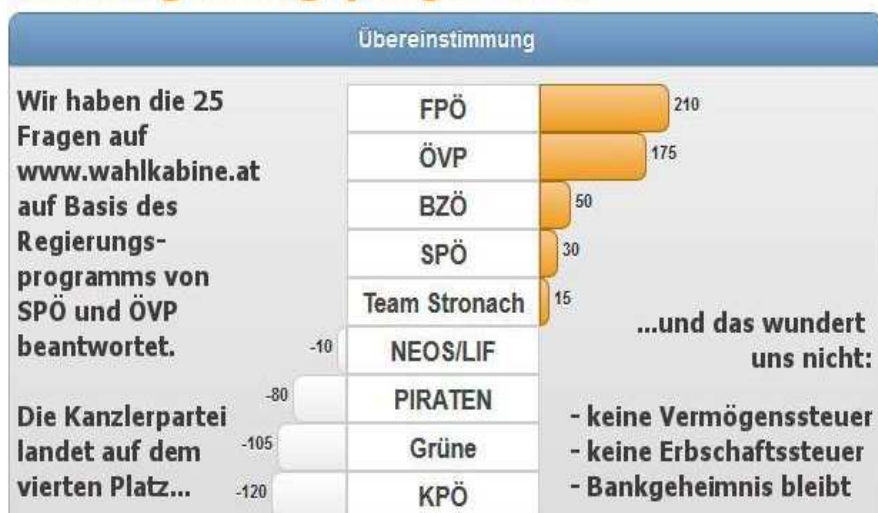 Übereinstimmung
Wir haben die 25
Fragen auf
www.wahlkabine.at
auf Basis des
Regierungs-
programms von
SPÖ und ÖVP
beantwortet.
Die Kanzlerpartei
landet auf dem
vierten Platz...
FPÖ 210
ÖVP 175
BZÖ 50
SPÖ 30
Team Stronach 15
-10 NEOS/LIF
-80 PIRATEN
-105 Grüne
-120 KPÖ
...und das wundert
uns nicht:
- keine Vermögenssteuer
- keine Erbschaftssteuer
- Bankgeheimnis bleibt